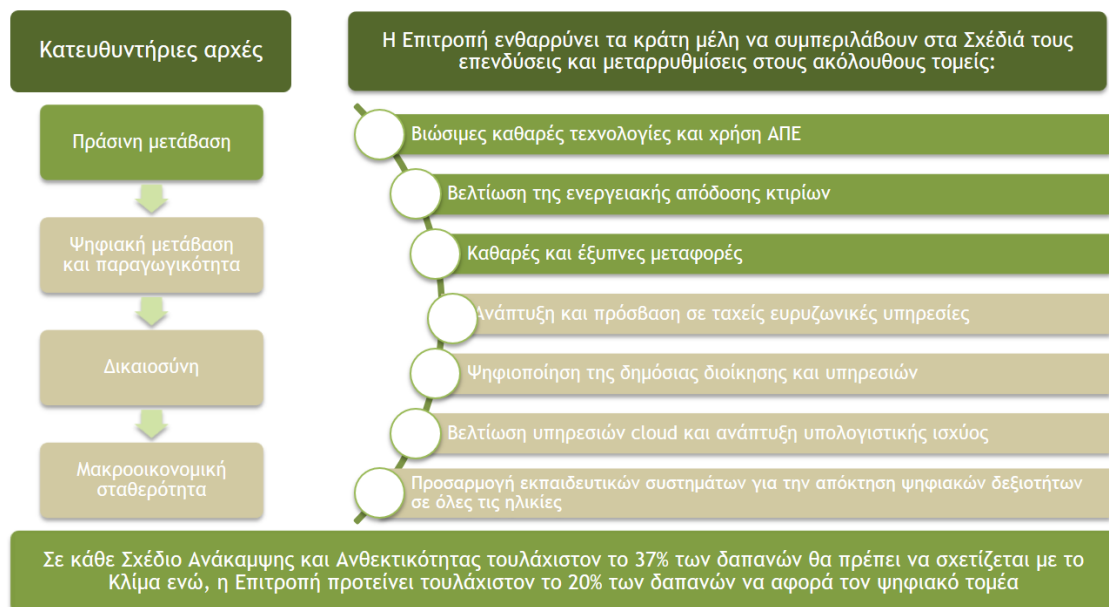 Κατευθυντήριες αρχές
Πράσινη μετάβαση
Ψηφιακή μετάβαση
και παραγωγικότητα
Δικαιοσύνη
Μακροοικονομική
σταθερότητα
Η Επιτροπή ενθαρρύνει τα κράτη μέλη να συμπεριλάβουν στα Σχέδιά τους
επενδύσεις και μεταρρυθμίσεις στους ακόλουθους τομείς:
Βιώσιμες καθαρές τεχνολογίες και χρήση ΑΠΕ
Βελτίωση της ενεργειακής απόδοσης κτιρίων
Καθαρές και έξυπνες μεταφορές
Ανάπτυξη και πρόσβαση σε ταχείς ευρυζωνικές υπηρεσίες
Ψηφιοποίηση της δημόσιας διοίκησης και υπηρεσιών
Βελτίωση υπηρεσιών cloud και ανάπτυξη υπολογιστικής ισχύος
Προσαρμογή εκπαιδευτικών συστημάτων για την απόκτηση ψηφιακών δεξιοτήτων
σε όλες τις ηλικίες
Σε κάθε Σχέδιο Ανάκαμψης και Ανθεκτικότητας τουλάχιστον το 37% των δαπανών θα πρέπει να σχετίζεται με το
Κλίμα ενώ, η Επιτροπή προτείνει τουλάχιστον το 20% των δαπανών να αφορά τον ψηφιακό τομέα